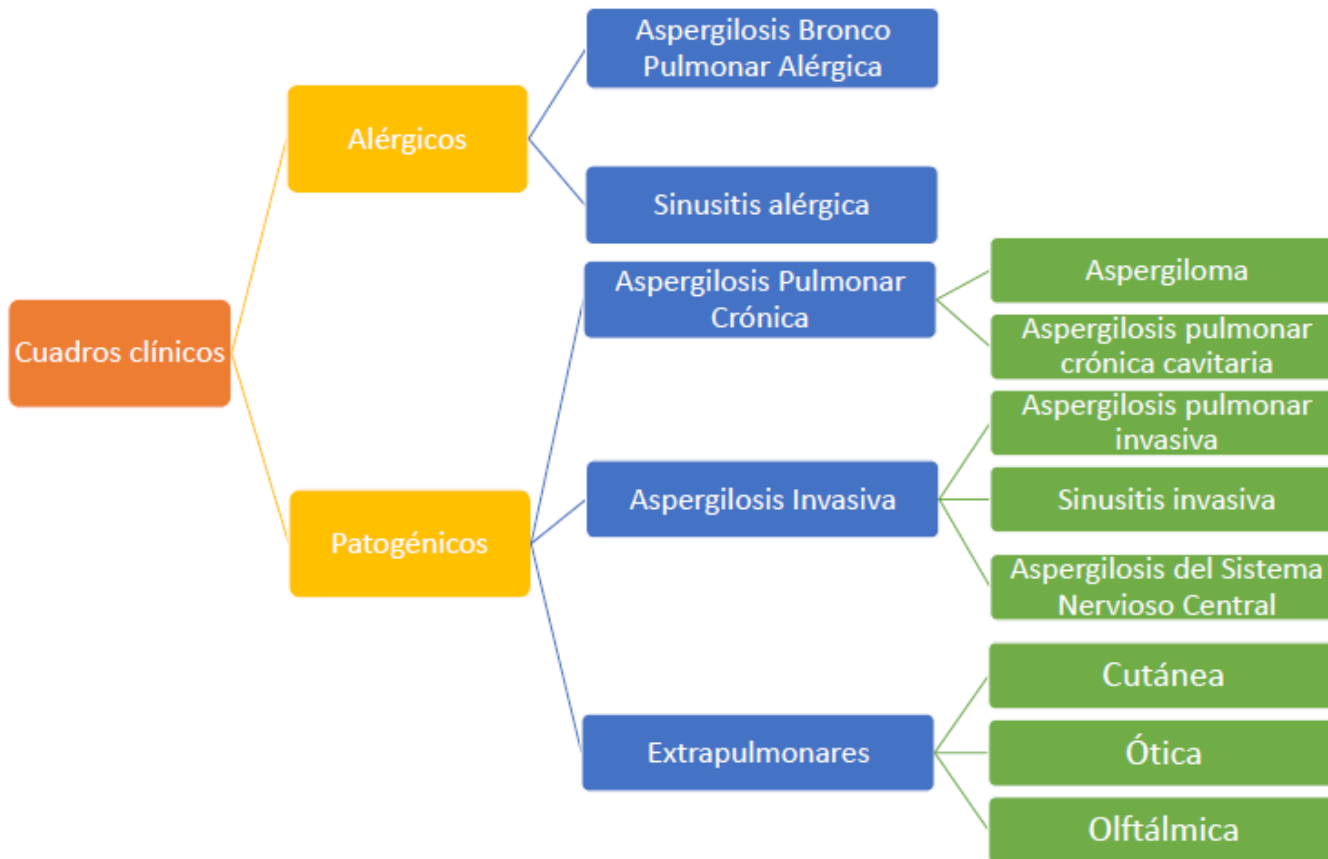 Cuadros clínicos
Alérgicos
Aspergilosis Bronco
Pulmonar Alérgica
Sinusitis alérgica
Patogénicos
Aspergilosis Pulmonar
Crónica
Aspergiloma
Aspergilosis pulmonar
crónica cavitaria
Aspergilosis Invasiva
Aspergilosis pulmonar
invasiva
Sinusitis invasiva
Aspergilosis del Sistema
Nervioso Central
Extrapulmonares
Cutánea
Ótica
Olftálmica